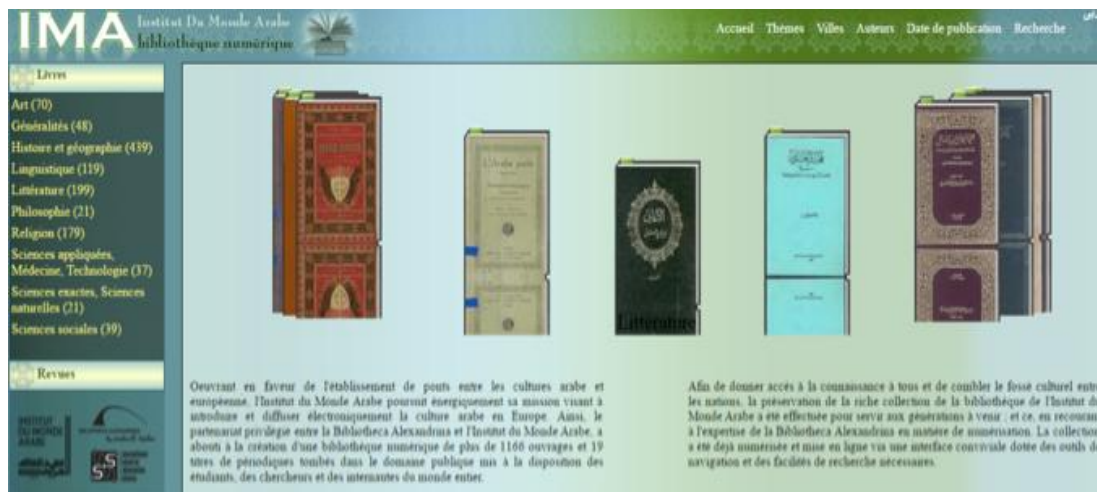 IMA
Institut Du Monde Arabe
bibliothèque numérique
Accueil Thèmes Villes Auteurs Date de publication Recherche
Livres
Art (70)
Généralités (48)
Histoire et géographie (439)
Linguistique (119)
Littérature (199)
Philosophie (21)
Religion (179)
Sciences appliquées,
Médecine, Technologie (37)
Sciences exactes, Sciences
naturelles (21)
Sciences sociales (39)
Revues
INSTITUT
DU MONDE
ARABE
L'Arabe parlé
Littérature
Oeuvrant en faveur de l'établissement de ponts entre les cultures arabe et
européenne, l'Institut du Monde Arabe poursuit énergiquement sa mission visant à
introduire et diffuser électroniquement la culture arabe en Europe. Ainsi, le
partenariat privilégié entre la Bibliotheca Alexandrina et l'Institut du Monde Arabe, a
abouti à la création d'une bibliothèque numérique de plus de 1166 ouvrages et 19
titres de périodiques tombés dans le domaine publique mis à la disposition des
étudiants, des chercheurs et des internautes du monde entier.
Afin de donner accès à la connaissance à tous et de combler le fossé culturel entre
les nations, la préservation de la riche collection de la bibliothèque de l'Institut du
Monde Arabe a été effectuée pour servir aux générations à venir ; et ce, en recourant
à l'expertise de la Bibliotheca Alexandrina en matière de numérisation. La collection
a été déjà numérisée et mise en ligne via une interface conviviale dotée des outils de
navigation et des facilités de recherche nécessaires.